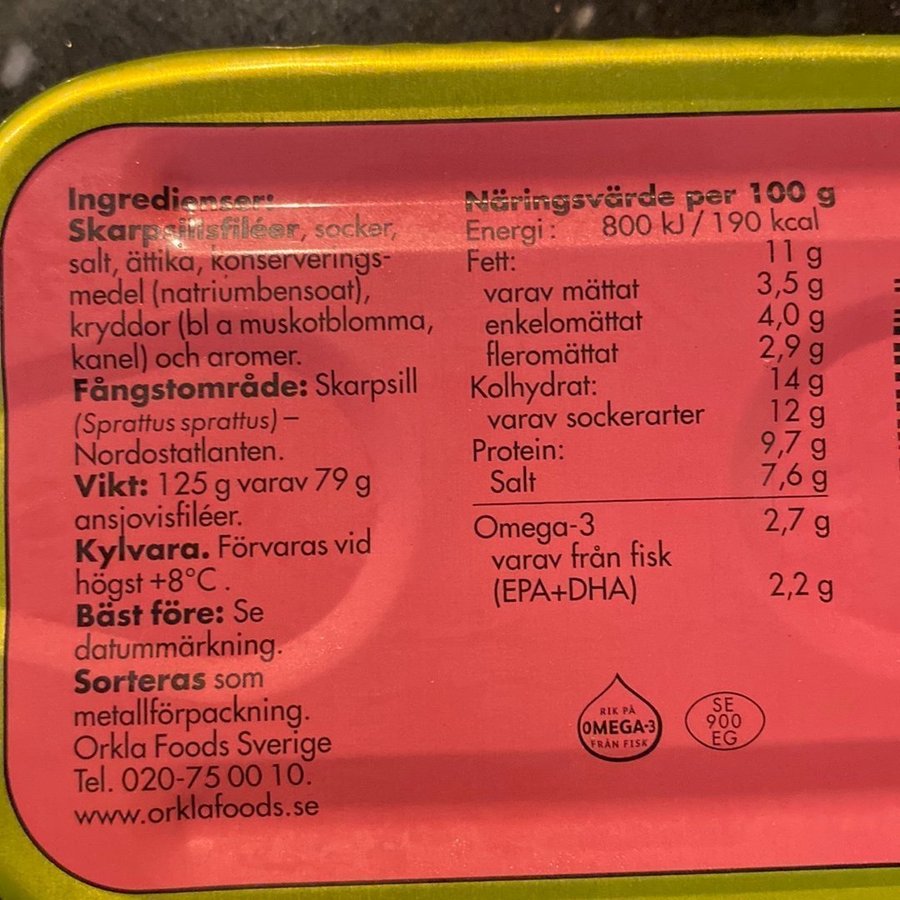 Ingredienser:
Skarpsillsfiléer, socker,
salt, ättika, konserverings-
medel (natriumbensoat),
kryddor (bl a muskotblomma,
kanel) och aromer.
Fångstområde: Skarpsill
(Sprattus sprattus) –
Nordostatlanten.
Vikt: 125 g varav 79 g
ansjovisfiléer.
Kylvara. Förvaras vid
högst +8°C .
Bäst före: Se
datummärkning.
Sorteras som
metallförpackning.
Orkla Foods Sverige
Tel. 020-75 00 10.
www.orklafoods.se
Näringsvärde per 100 g
Energi: 800 kJ / 190 kcal
Fett: 11 g
varav mättat 3,5 g
enkelomättat 4,0 g
fleromättat 2,9 g
Kolhydrat: 14 g
varav sockerarter 12 g
Protein: 9,7 g
Salt 7,6 g
Omega-3 2,7 g
varav från fisk
(EPA+DHA) 2,2 g
RIK PÅ
OMEGA-3
FRÅN FISK
SE
900
EG